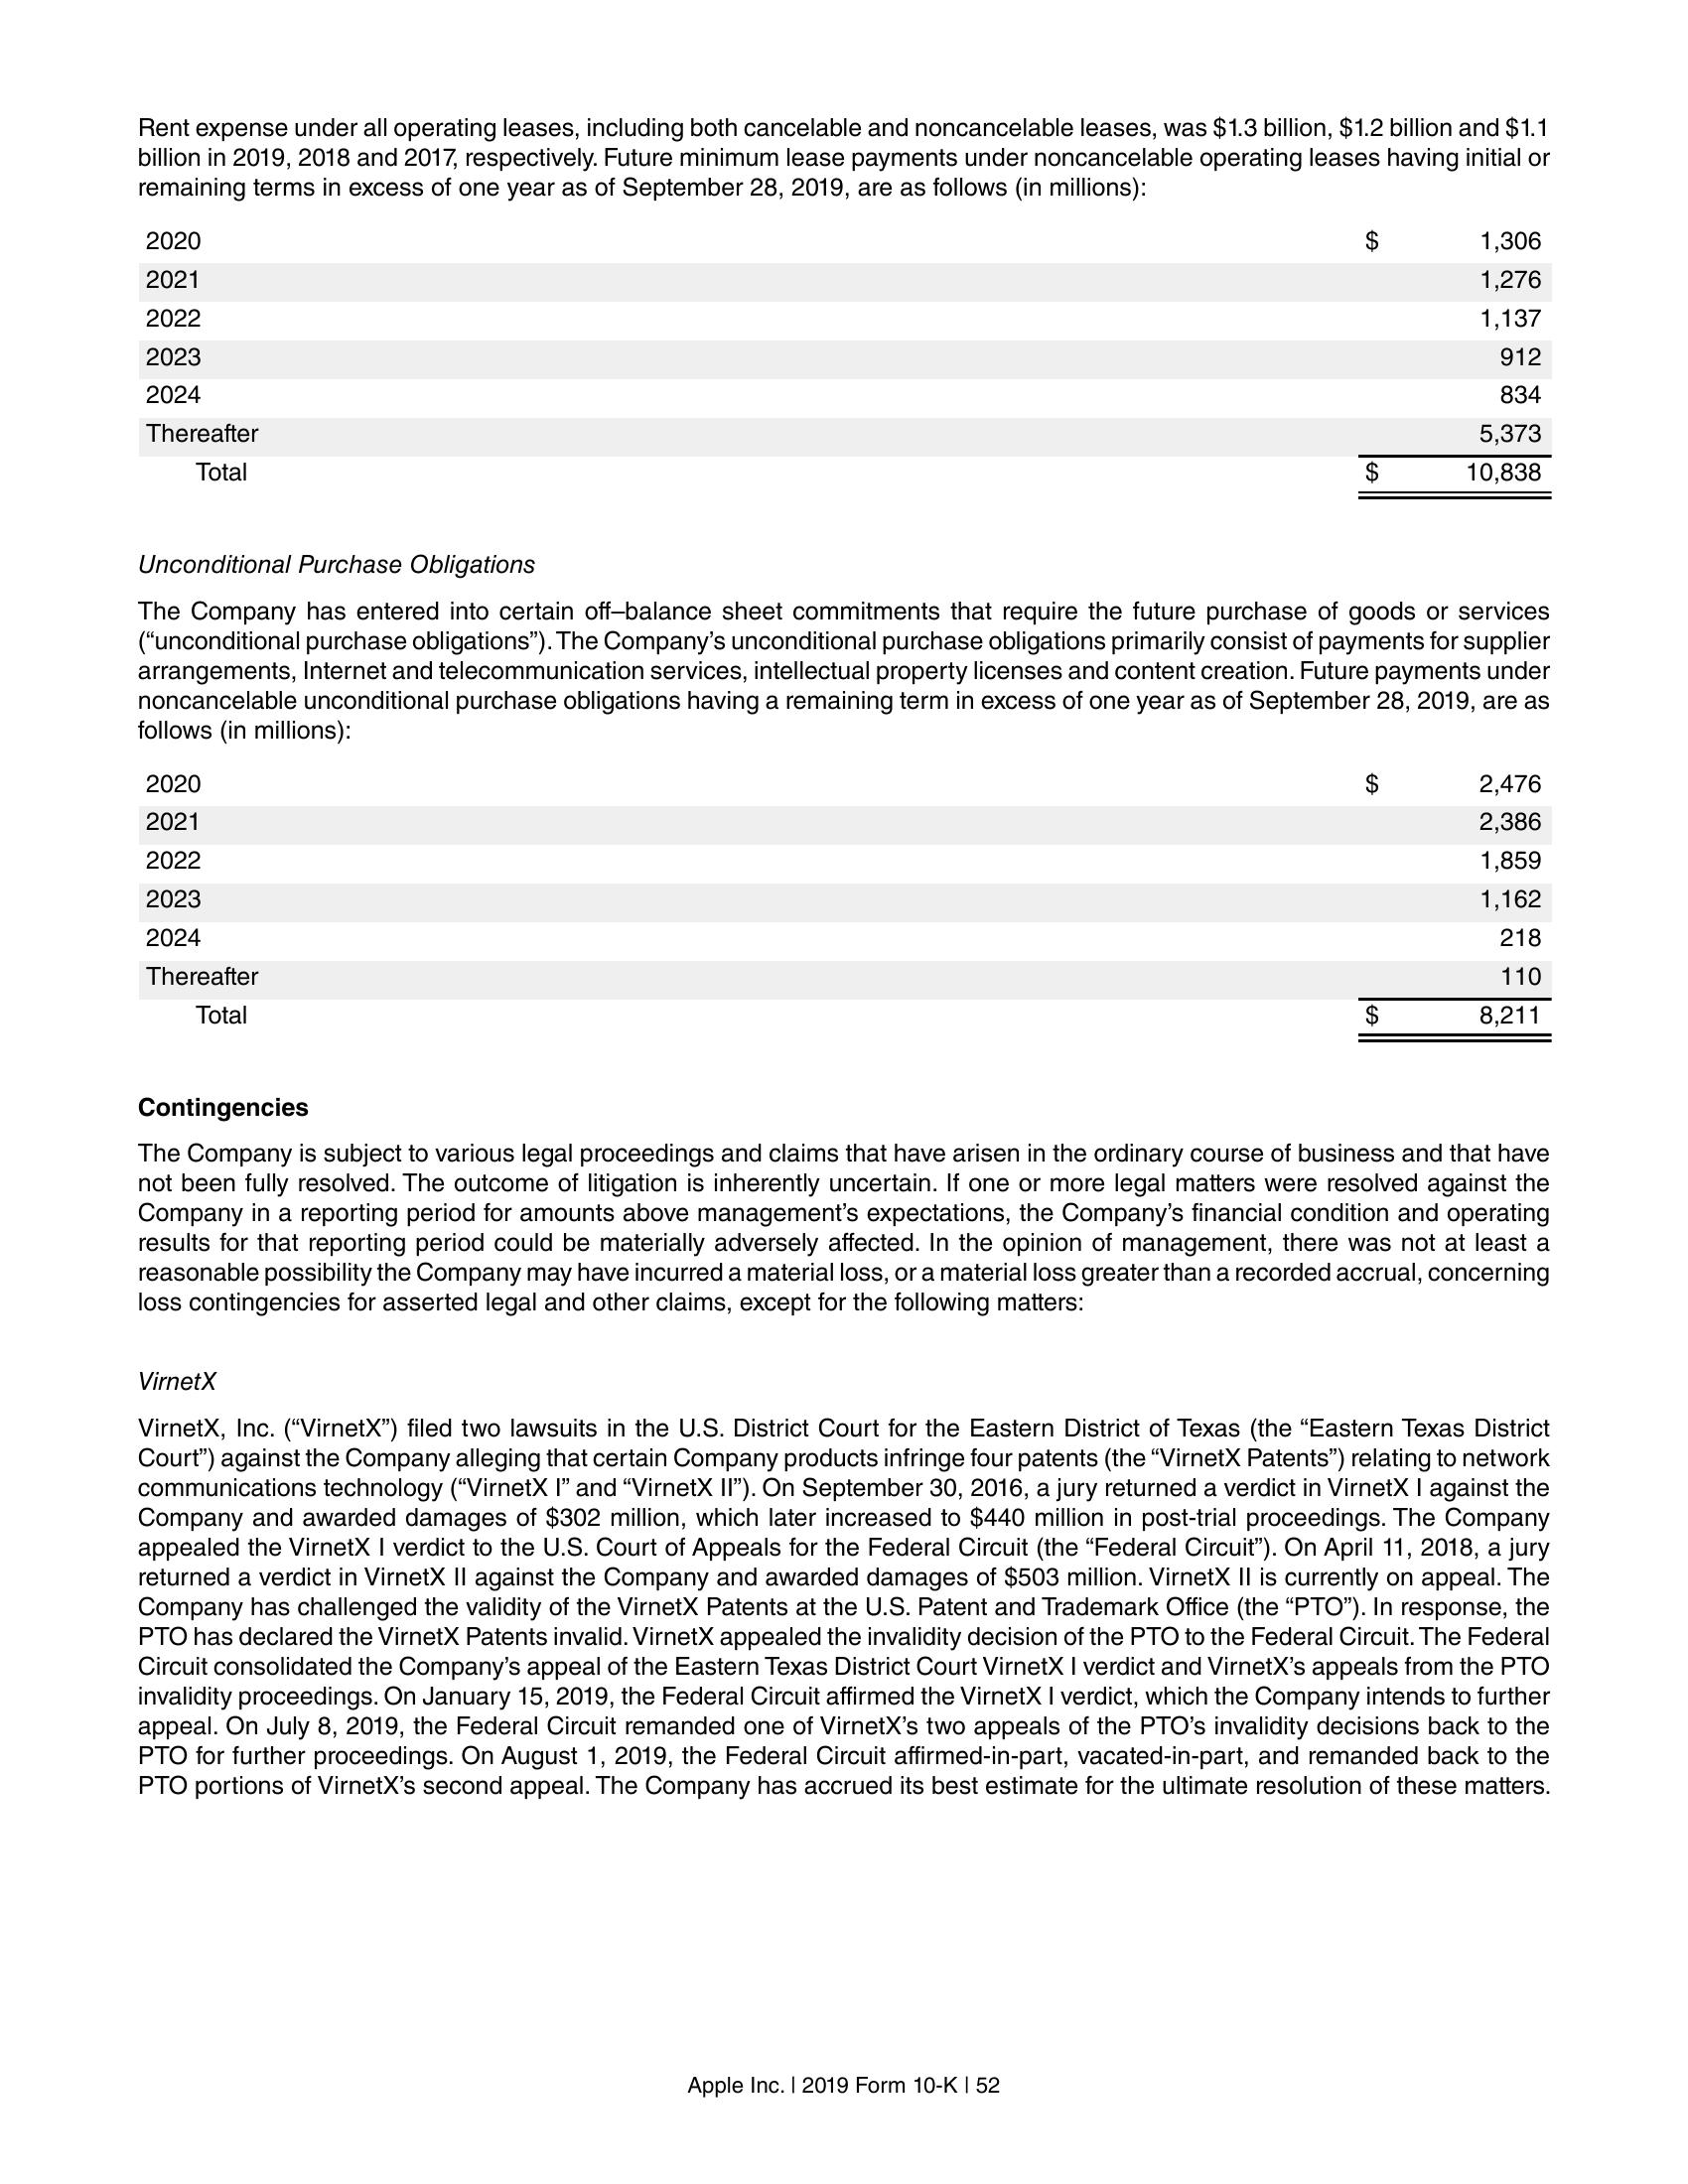 Rent expense under all operating leases, including both cancelable and noncancelable leases, was $1.3 billion, $1.2 billion and $1.1
billion in 2019, 2018 and 2017, respectively. Future minimum lease payments under noncancelable operating leases having initial or
remaining terms in excess of one year as of September 28, 2019, are as follows (in millions):
2020 $ 1,306
2021 1,276
2022 1,137
2023 912
2024 834
Thereafter 5,373
Total $ 10,838
Unconditional Purchase Obligations
The Company has entered into certain off–balance sheet commitments that require the future purchase of goods or services
(“unconditional purchase obligations”). The Company’s unconditional purchase obligations primarily consist of payments for supplier
arrangements, Internet and telecommunication services, intellectual property licenses and content creation. Future payments under
noncancelable unconditional purchase obligations having a remaining term in excess of one year as of September 28, 2019, are as
follows (in millions):
2020 $ 2,476
2021 2,386
2022 1,859
2023 1,162
2024 218
Thereafter 110
Total $ 8,211
Contingencies
The Company is subject to various legal proceedings and claims that have arisen in the ordinary course of business and that have
not been fully resolved. The outcome of litigation is inherently uncertain. If one or more legal matters were resolved against the
Company in a reporting period for amounts above management’s expectations, the Company’s financial condition and operating
results for that reporting period could be materially adversely affected. In the opinion of management, there was not at least a
reasonable possibility the Company may have incurred a material loss, or a material loss greater than a recorded accrual, concerning
loss contingencies for asserted legal and other claims, except for the following matters:
VirnetX
VirnetX, Inc. (“VirnetX”) filed two lawsuits in the U.S. District Court for the Eastern District of Texas (the “Eastern Texas District
Court”) against the Company alleging that certain Company products infringe four patents (the “VirnetX Patents”) relating to network
communications technology (“VirnetX I” and “VirnetX II”). On September 30, 2016, a jury returned a verdict in VirnetX I against the
Company and awarded damages of $302 million, which later increased to $440 million in post-trial proceedings. The Company
appealed the VirnetX I verdict to the U.S. Court of Appeals for the Federal Circuit (the “Federal Circuit”). On April 11, 2018, a jury
returned a verdict in VirnetX II against the Company and awarded damages of $503 million. VirnetX II is currently on appeal. The
Company has challenged the validity of the VirnetX Patents at the U.S. Patent and Trademark Office (the “PTO”). In response, the
PTO has declared the VirnetX Patents invalid. VirnetX appealed the invalidity decision of the PTO to the Federal Circuit. The Federal
Circuit consolidated the Company’s appeal of the Eastern Texas District Court VirnetX I verdict and VirnetX’s appeals from the PTO
invalidity proceedings. On January 15, 2019, the Federal Circuit affirmed the VirnetX I verdict, which the Company intends to further
appeal. On July 8, 2019, the Federal Circuit remanded one of VirnetX’s two appeals of the PTO’s invalidity decisions back to the
PTO for further proceedings. On August 1, 2019, the Federal Circuit affirmed-in-part, vacated-in-part, and remanded back to the
PTO portions of VirnetX’s second appeal. The Company has accrued its best estimate for the ultimate resolution of these matters.
Apple Inc. | 2019 Form 10-K | 52